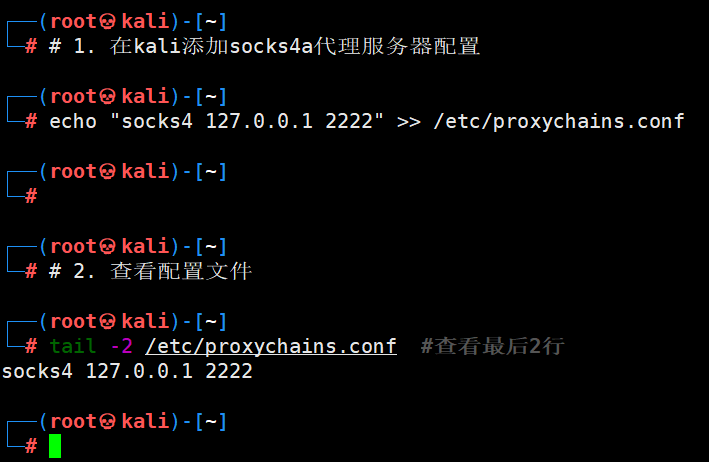 ┌──(root㉿kali)-[~]
└─# # 1. 在kali添加socks4a代理服务器配置
┌──(root㉿kali)-[~]
└─# echo "socks4 127.0.0.1 2222" >> /etc/proxychains.conf
┌──(root㉿kali)-[~]
└─#
┌──(root㉿kali)-[~]
└─# # 2. 查看配置文件
┌──(root㉿kali)-[~]
└─# tail -2 /etc/proxychains.conf  #查看最后2行
socks4 127.0.0.1 2222
┌──(root㉿kali)-[~]
└─#